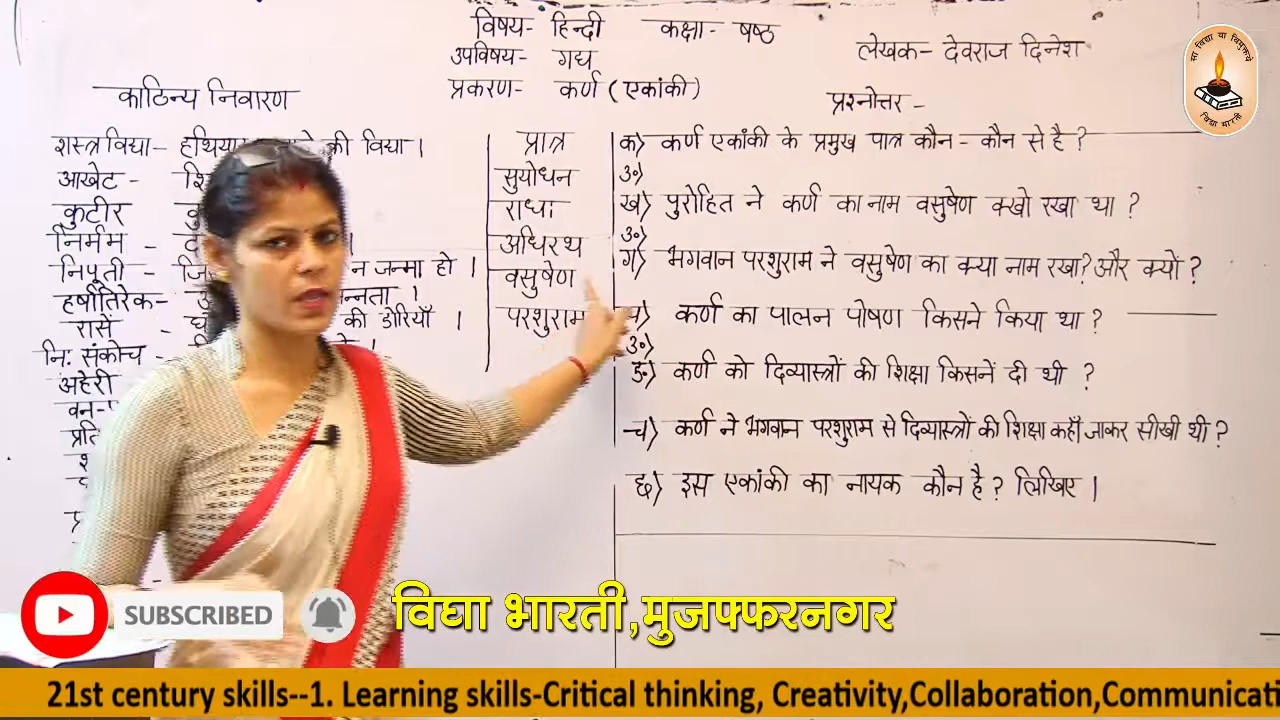 विषय- हिन्दी कक्षा- षष्ठ
उपविषय- गद्य
लेखक- देवराज दिनेश
प्रकरण- कर्ण (एकांकी)
काठिन्य निवारण
शस्त्र विद्या- की विद्या।
आखेट -
कुटीर
निर्मम -
निपूती - न जन्मा हो ।
हर्षातिरेक-
रासें - की डोरियाँ ।
नि: संकोच -
अहेरी
पात्र
सुयोधन
राधा
अधिरथ
वसुषेण
परशुराम
प्रश्नोत्तर -
क) कर्ण एकांकी के प्रमुख पात्र कौन - कौन से है ?
उ०)
ख) पुरोहित ने कर्ण का नाम वसुषेण क्यो रखा था ?
उ०)
ग) भगवान परशुराम ने वसुषेण का क्या नाम रखा? और क्यों ?
घ) कर्ण का पालन पोषण किसने किया था ?
उ०)
ङ) कर्ण को दिव्यास्त्रों की शिक्षा किसनें दी थी ?
च) कर्ण ने भगवान परशुराम से दिव्यास्त्रों की शिक्षा कहाँ जाकर सीखी थी ?
छ) इस एकांकी का नायक कौन है ? लिखिए ।
सा विद्या या विमुक्तये
विद्या भारती
SUBSCRIBED
विद्या भारती,मुजफ्फरनगर
21st century skills--1. Learning skills-Critical thinking, Creativity,Collaboration,Communicati